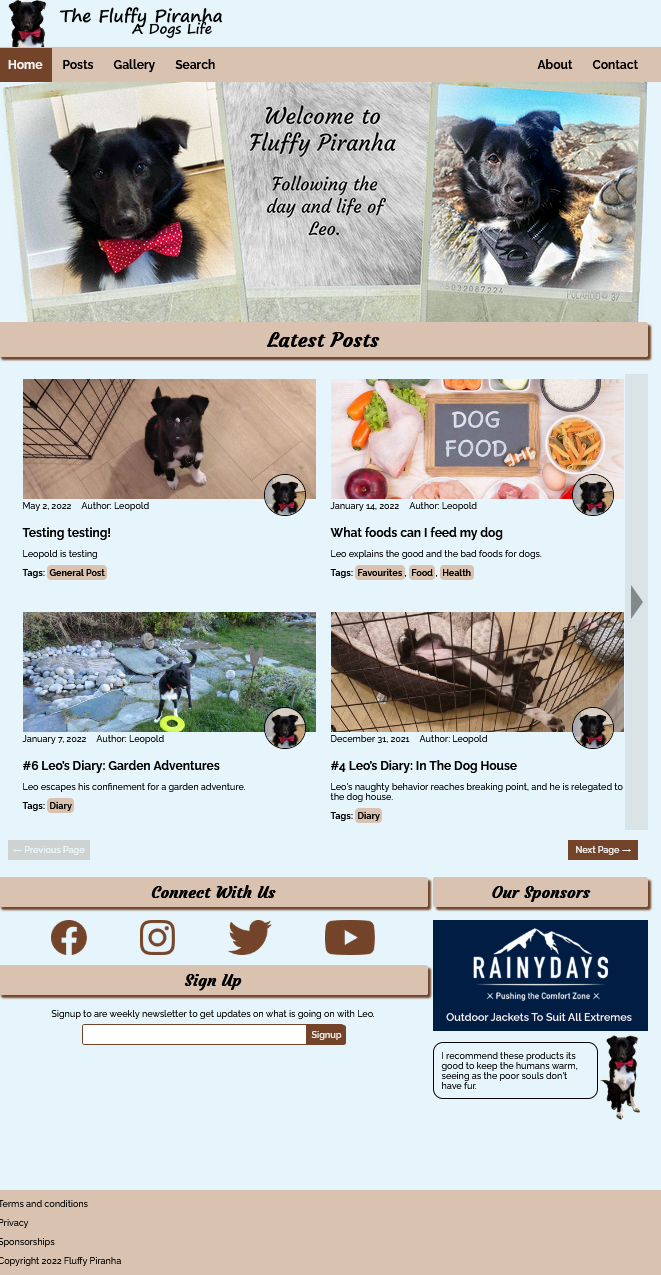 The Fluffy Piranha
A Dogs Life
Home Posts Gallery Search About Contact
Welcome to
Fluffy Piranha
Following the
day and life of
Leo.
5032087224
POLAROID ® 37
Latest Posts
DOG
FOOD
May 2, 2022 Author: Leopold
Testing testing!
Leopold is testing
Tags: General Post
January 14, 2022 Author: Leopold
What foods can I feed my dog
Leo explains the good and the bad foods for dogs.
Tags: Favourites , Food , Health
January 7, 2022 Author: Leopold
#6 Leo's Diary: Garden Adventures
Leo escapes his confinement for a garden adventure.
Tags: Diary
December 31, 2021 Author: Leopold
#4 Leo's Diary: In The Dog House
Leo's naughty behavior reaches breaking point, and he is relegated to
the dog house.
Tags: Diary
← Previous Page
Next Page →
Connect With Us
Sign Up
Signup to are weekly newsletter to get updates on what is going on with Leo.
Signup
Our Sponsors
RAINYDAYS
× Pushing the Comfort Zone ×
Outdoor Jackets To Suit All Extremes
I recommend these products its
good to keep the humans warm,
seeing as the poor souls don't
have fur.
Terms and conditions
Privacy
Sponsorships
Copyright 2022 Fluffy Piranha